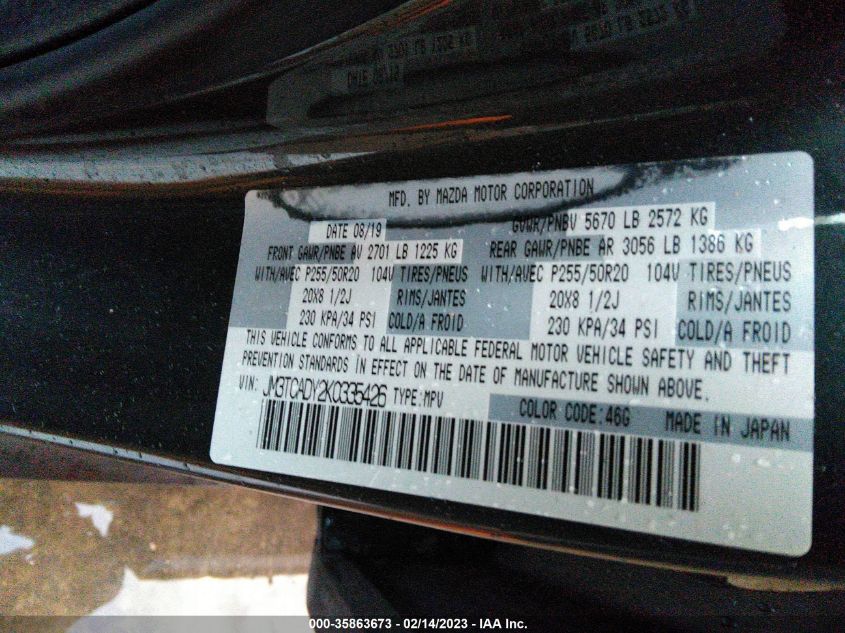 MFD. BY MAZDA MOTOR CORPORATION
DATE 08/19 GVWR/PNBV 5670 LB 2572 KG
FRONT GAWR/PNBE AV 2701 LB 1225 KG REAR GAWR/PNBE AR 3056 LB 1386 KG
WITH/AVEC P255/50R20 104V TIRES/PNEUS WITH/AVEC P255/50R20 104V TIRES/PNEUS
20X8 1/2J RIMS/JANTES 20X8 1/2J RIMS/JANTES
230 KPA/34 PSI COLD/A FROID 230 KPA/34 PSI COLD/A FROID
THIS VEHICLE CONFORMS TO ALL APPLICABLE FEDERAL MOTOR VEHICLE SAFETY AND THEFT
PREVENTION STANDARDS IN EFFECT ON THE DATE OF MANUFACTURE SHOWN ABOVE.
VIN: JM3TCADY2K0335426 TYPE:MPV
COLOR CODE:46G MADE IN JAPAN
000-35863673 - 02/14/2023 - IAA Inc.